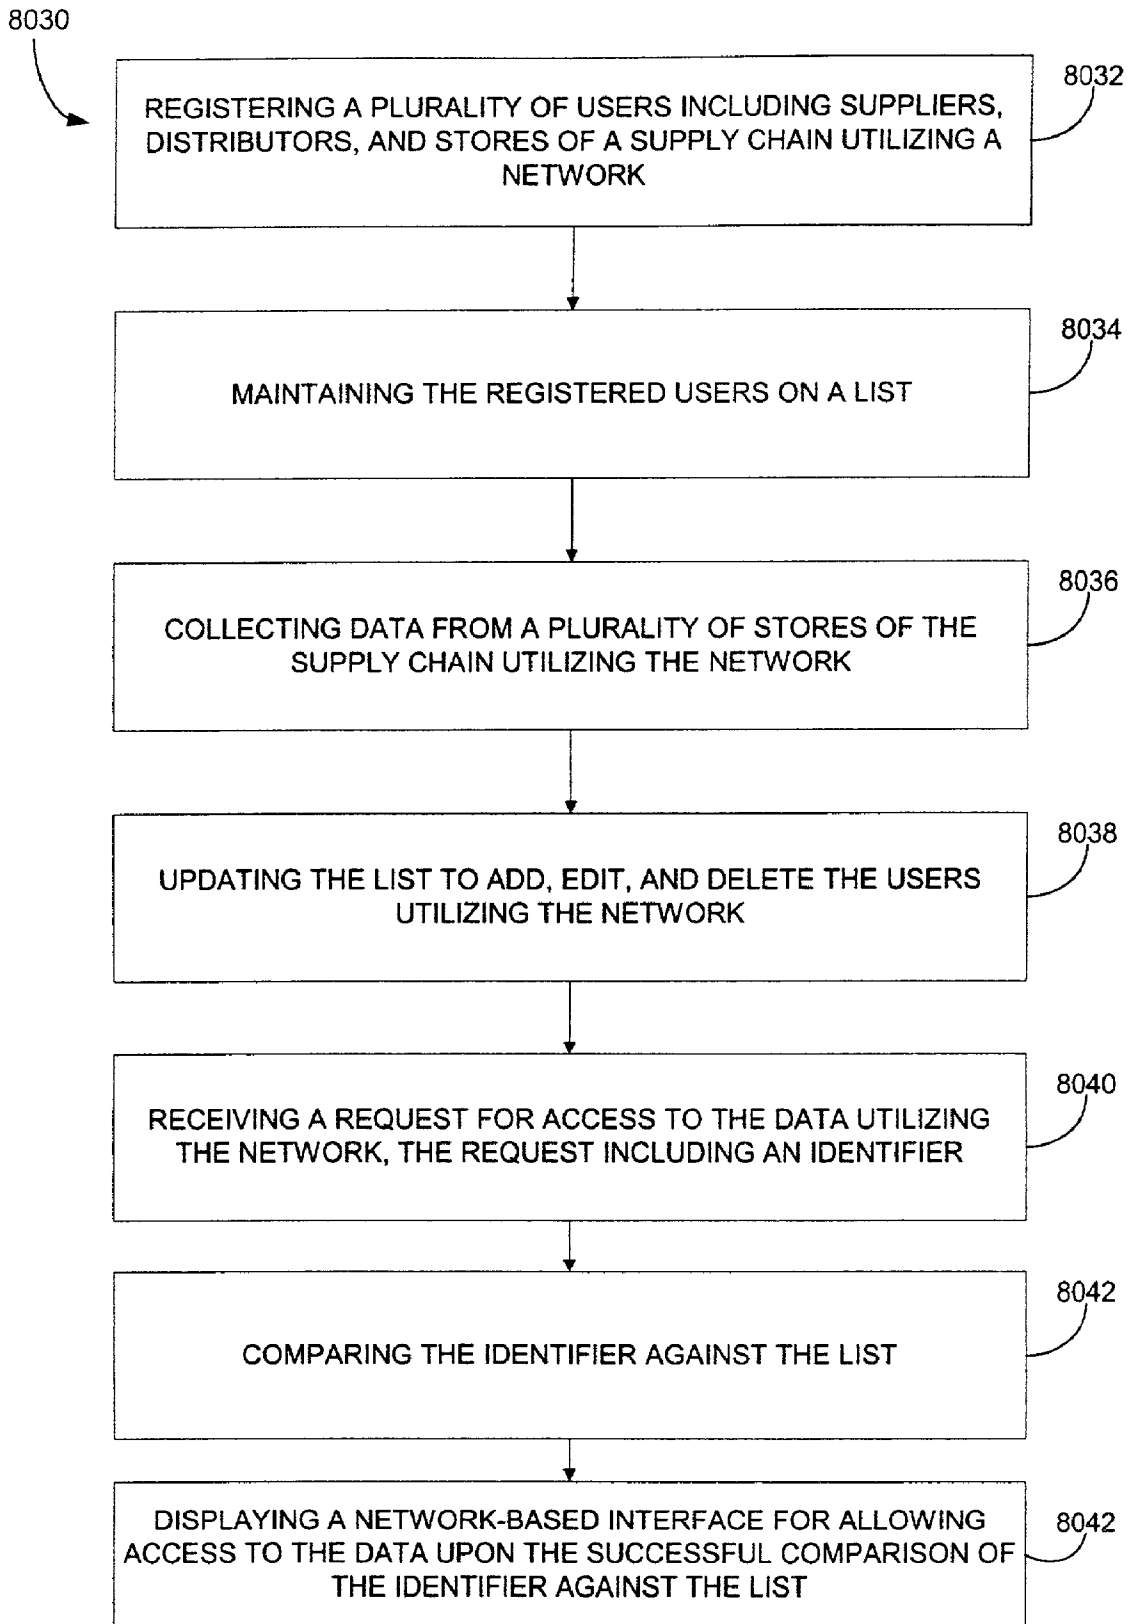 8030
8032
REGISTERING A PLURALITY OF USERS INCLUDING SUPPLIERS,
DISTRIBUTORS, AND STORES OF A SUPPLY CHAIN UTILIZING A
NETWORK
8034
MAINTAINING THE REGISTERED USERS ON A LIST
8036
COLLECTING DATA FROM A PLURALITY OF STORES OF THE
SUPPLY CHAIN UTILIZING THE NETWORK
8038
UPDATING THE LIST TO ADD, EDIT, AND DELETE THE USERS
UTILIZING THE NETWORK
8040
RECEIVING A REQUEST FOR ACCESS TO THE DATA UTILIZING
THE NETWORK, THE REQUEST INCLUDING AN IDENTIFIER
8042
COMPARING THE IDENTIFIER AGAINST THE LIST
8042
DISPLAYING A NETWORK-BASED INTERFACE FOR ALLOWING
ACCESS TO THE DATA UPON THE SUCCESSFUL COMPARISON OF
THE IDENTIFIER AGAINST THE LIST